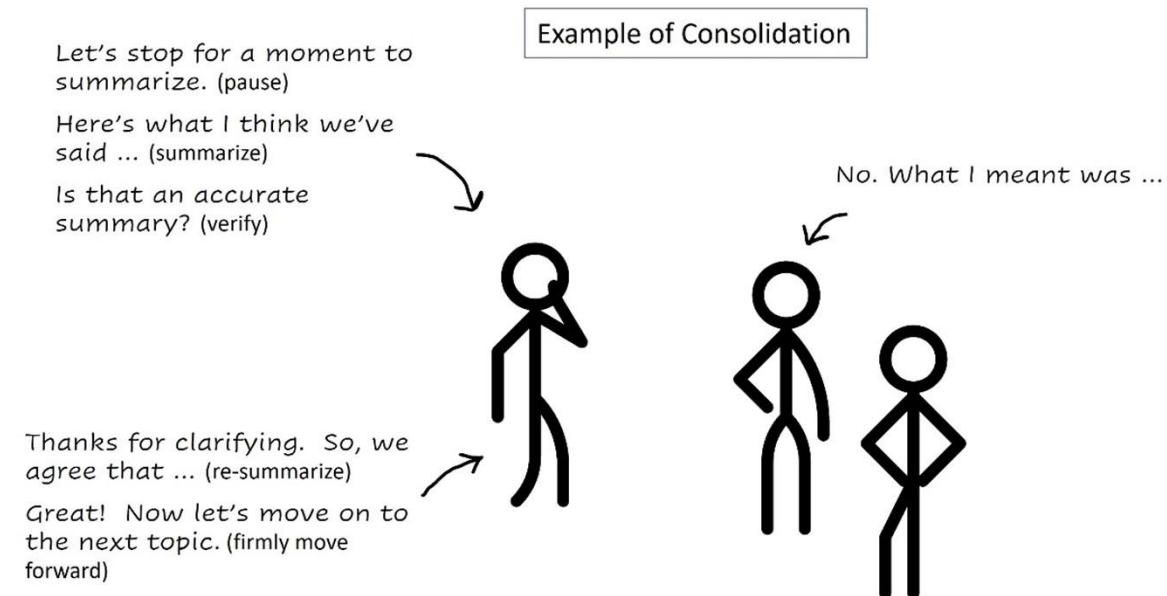 Example of Consolidation
Let's stop for a moment to
summarize. (pause)
Here's what I think we've
said ... (summarize)
Is that an accurate
summary? (verify)
No. What I meant was ...
Thanks for clarifying.  So, we
agree that ... (re-summarize)
Great!  Now let's move on to
the next topic. (firmly move
forward)